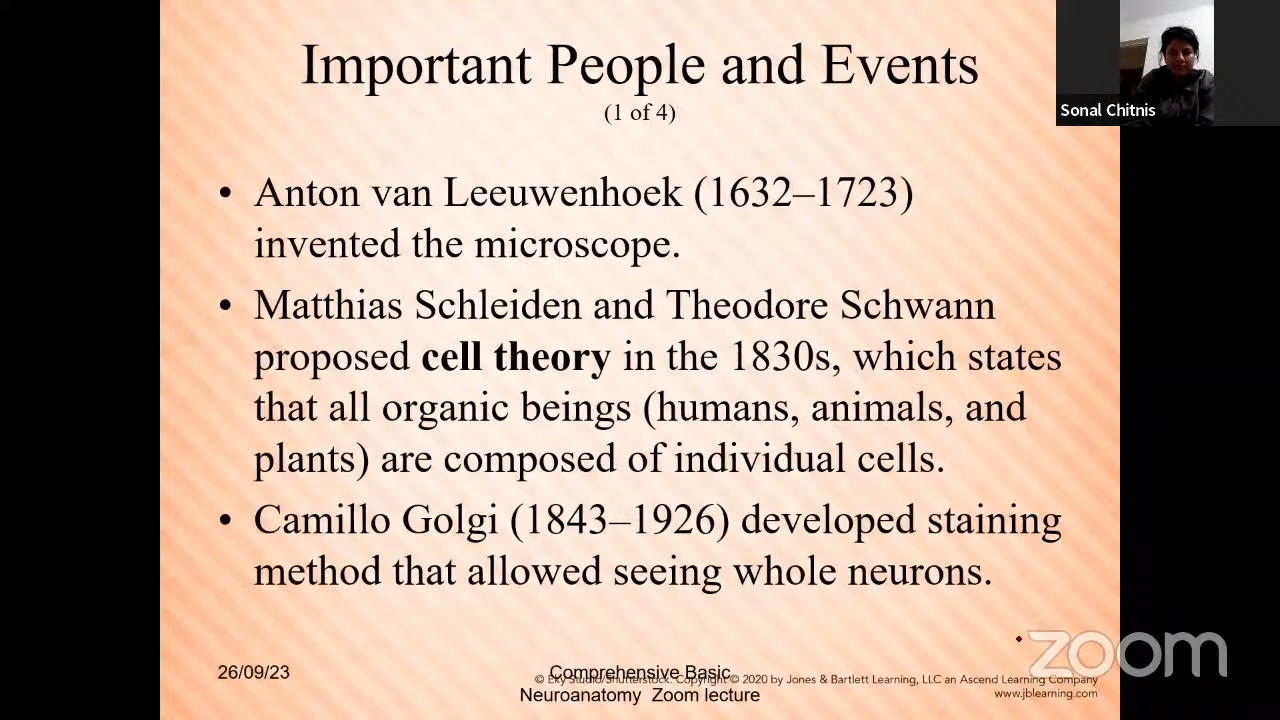 Important People and Events
(1 of 4)
Sonal Chitnis
• Anton van Leeuwenhoek (1632–1723)
invented the microscope.
• Matthias Schleiden and Theodore Schwann
proposed cell theory in the 1830s, which states
that all organic beings (humans, animals, and
plants) are composed of individual cells.
• Camillo Golgi (1843–1926) developed staining
method that allowed seeing whole neurons.
zoom
26/09/23
Comprehensive Basic
© Eky Studio/Shutterstock. Copyright © 2020 by Jones & Bartlett Learning, LLC an Ascend Learning Company
Neuroanatomy Zoom lecture
www.jblearning.com